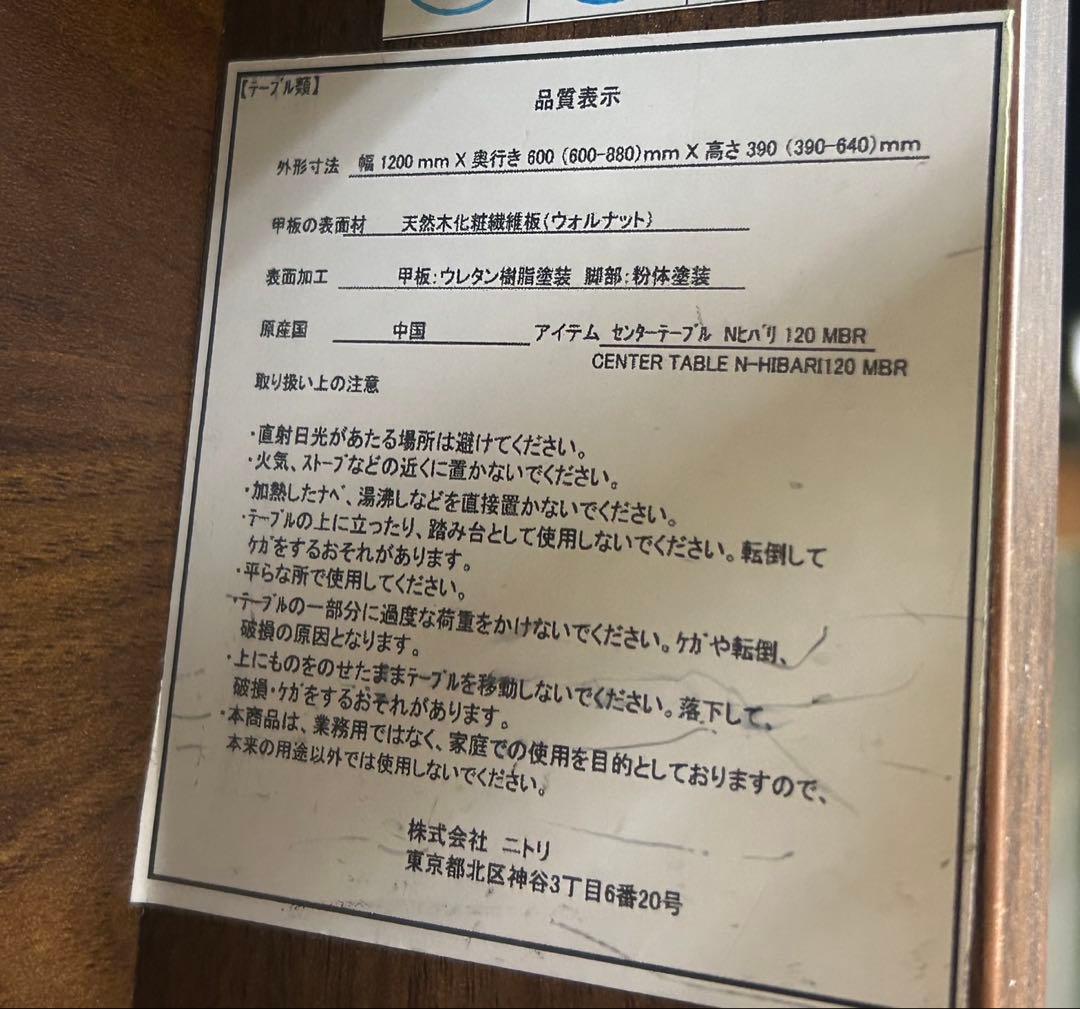 【テーブル類】
品質表示
外形寸法 幅 1200 mm X 奥行き 600 (600-880)mm X 高さ 390 (390-640)mm
甲板の表面材 天然木化粧繊維板(ウォルナット)
表面加工 甲板:ウレタン樹脂塗装 脚部:粉体塗装
原産国 中国 アイテム センターテーブル Nヒバリ 120 MBR
CENTER TABLE N-HIBARI120 MBR
取り扱い上の注意
・直射日光があたる場所は避けてください。
・火気、ストーブなどの近くに置かないでください。
・加熱したナベ、湯沸しなどを直接置かないでください。
・テーブルの上に立ったり、踏み台として使用しないでください。転倒して
ケガをするおそれがあります。
・平らな所で使用してください。
・テーブルの一部分に過度な荷重をかけないでください。ケガや転倒、
破損の原因となります。
・上にものをのせたままテーブルを移動しないでください。落下して、
破損・ケガをするおそれがあります。
・本商品は、業務用ではなく、家庭での使用を目的としておりますので、
本来の用途以外では使用しないでください。
株式会社 ニトリ
東京都北区神谷3丁目6番20号